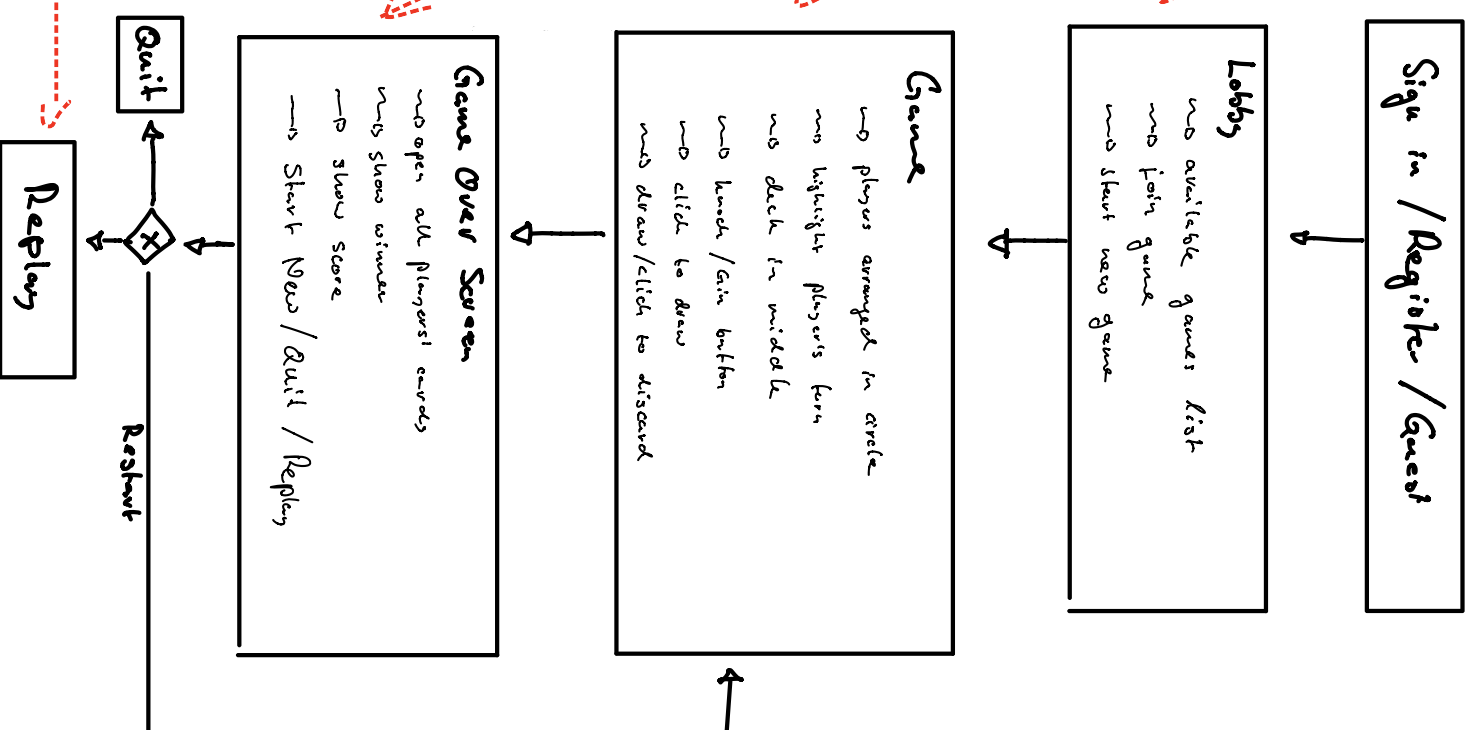 Sign in / Register / Guest
Lobby
available games list
join game
start new game
Game
players arranged in circle
highlight player's turn
deck in middle
knock / Gin button
click to draw
draw / click to discard
Game Over Screen
open all players' cards
show winner
show score
Start New / Quit / Replay
Quit
Replay
Restart